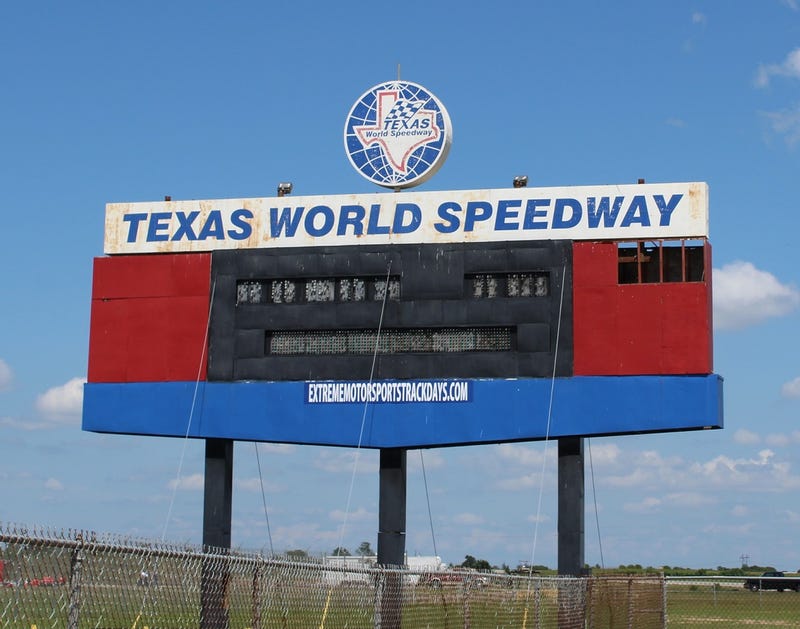 TEXAS
World Speedway
TEXAS WORLD SPEEDWAY
EXTREMEMOTORSPORTSTRACKDAYS.COM